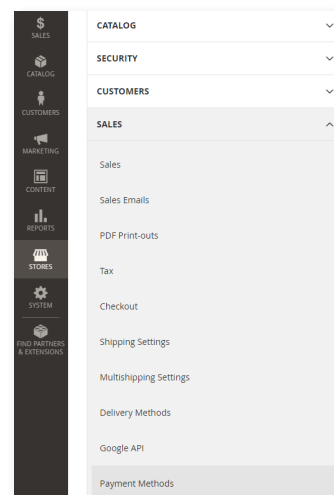 SALES
CATALOG
CUSTOMERS
MARKETING
CONTENT
REPORTS
STORES
SYSTEM
FIND PARTNERS
& EXTENSIONS
CATALOG
SECURITY
CUSTOMERS
SALES
Sales
Sales Emails
PDF Print-outs
Tax
Checkout
Shipping Settings
Multishipping Settings
Delivery Methods
Google API
Payment Methods